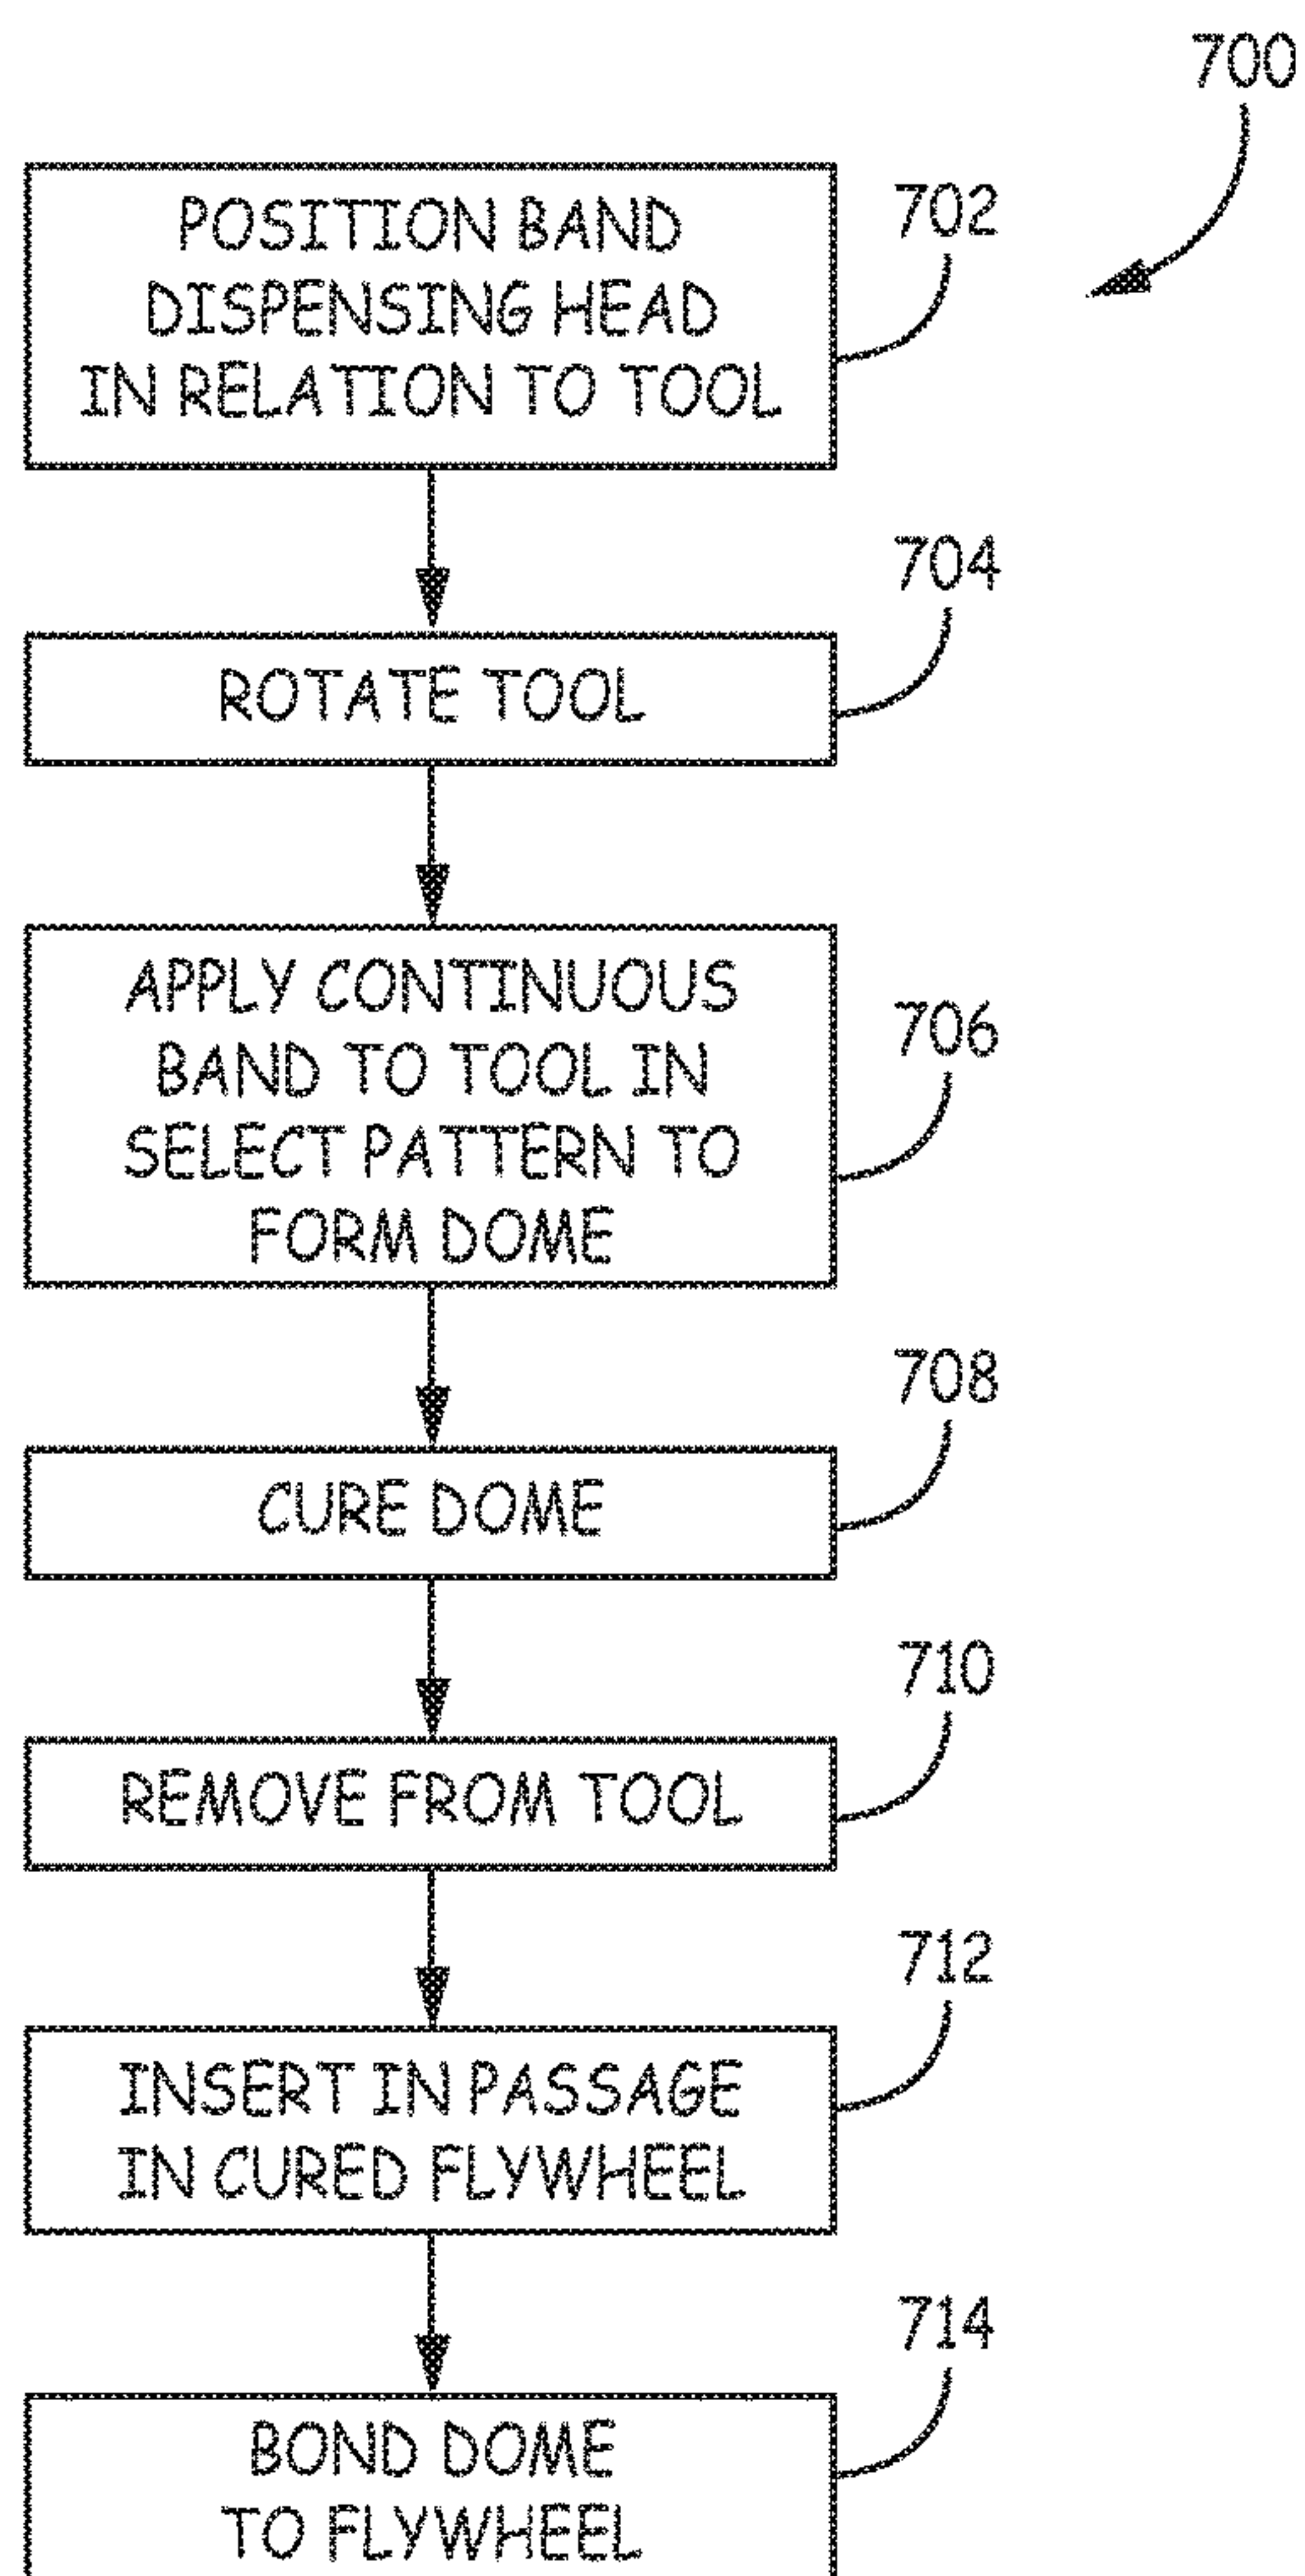 700
POSITION BAND
DISPENSING HEAD
IN RELATION TO TOOL
702
ROTATE TOOL
704
APPLY CONTINUOUS
BAND TO TOOL IN
SELECT PATTERN TO
FORM DOME
706
CURE DOME
708
REMOVE FROM TOOL
710
INSERT IN PASSAGE
IN CURED FLYWHEEL
712
BOND DOME
TO FLYWHEEL
714